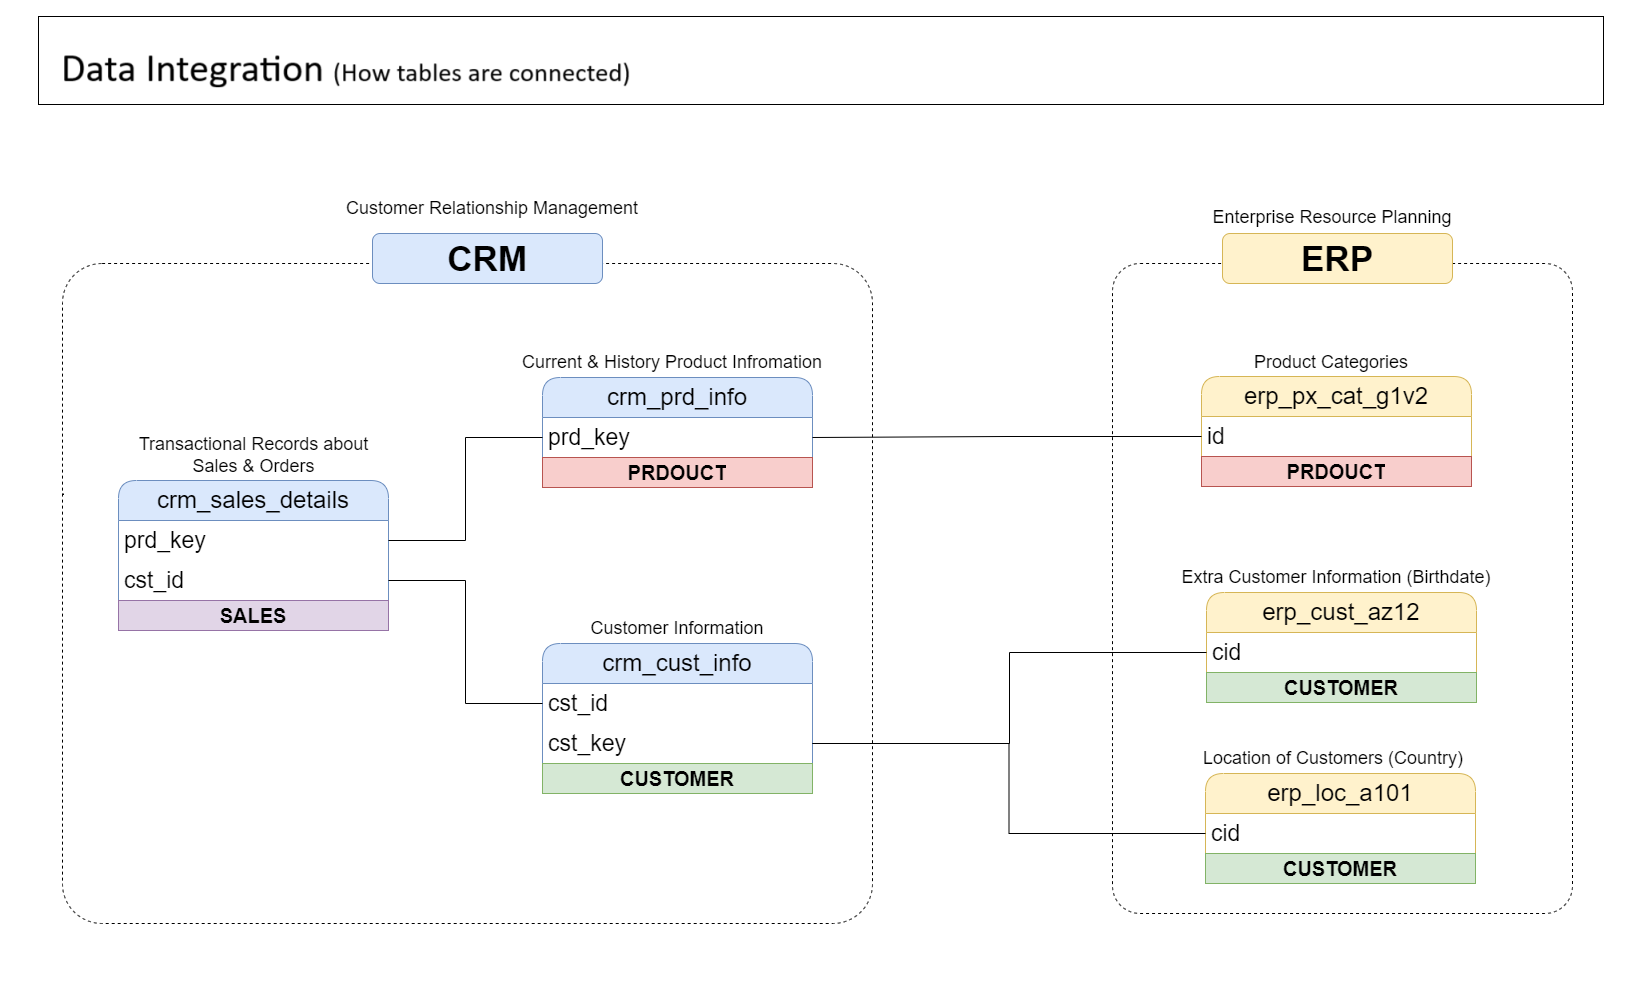 Data Integration (How tables are connected)
Customer Relationship Management
CRM
Enterprise Resource Planning
ERP
Current & History Product Infromation
crm_prd_info
prd_key
PRDOUCT
Product Categories
erp_px_cat_g1v2
id
PRDOUCT
Transactional Records about
Sales & Orders
crm_sales_details
prd_key
cst_id
SALES
Customer Information
crm_cust_info
cst_id
cst_key
CUSTOMER
Extra Customer Information (Birthdate)
erp_cust_az12
cid
CUSTOMER
Location of Customers (Country)
erp_loc_a101
cid
CUSTOMER